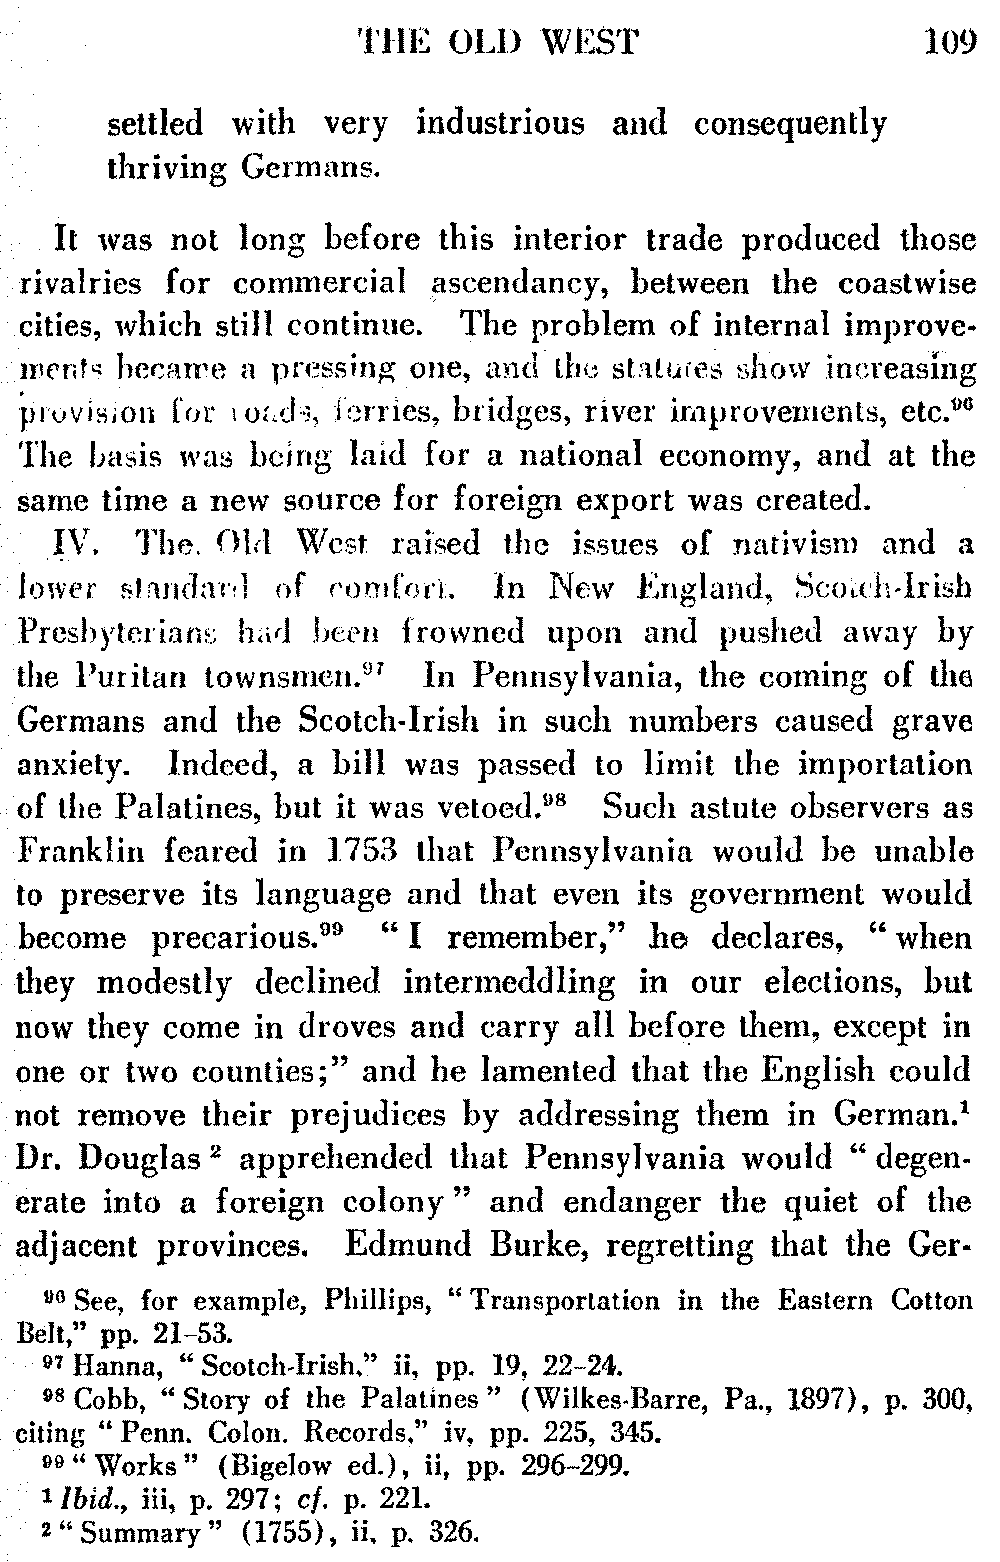 THE OLD WEST 109
settled with very industrious and consequently
thriving Germans.
It was not long before this interior trade produced those
rivalries for commercial ascendancy, between the coastwise
cities, which still continue. The problem of internal improve-
ments became a pressing one, and the statutes show increasing
provision for roads, ferries, bridges, river improvements, etc.⁹⁶
The basis was being laid for a national economy, and at the
same time a new source for foreign export was created.
IV. The Old West raised the issues of nativism and a
lower standard of comfort. In New England, Scotch-Irish
Presbyterians had been frowned upon and pushed away by
the Puritan townsmen.⁹⁷ In Pennsylvania, the coming of the
Germans and the Scotch-Irish in such numbers caused grave
anxiety. Indeed, a bill was passed to limit the importation
of the Palatines, but it was vetoed.⁹⁸ Such astute observers as
Franklin feared in 1753 that Pennsylvania would be unable
to preserve its language and that even its government would
become precarious.⁹⁹ "I remember," he declares, "when
they modestly declined intermeddling in our elections, but
now they come in droves and carry all before them, except in
one or two counties;" and he lamented that the English could
not remove their prejudices by addressing them in German.¹
Dr. Douglas ² apprehended that Pennsylvania would "degen-
erate into a foreign colony" and endanger the quiet of the
adjacent provinces. Edmund Burke, regretting that the Ger-
⁹⁶ See, for example, Phillips, "Transportation in the Eastern Cotton
Belt," pp. 21–53.
⁹⁷ Hanna, "Scotch-Irish," ii, pp. 19, 22–24.
⁹⁸ Cobb, "Story of the Palatines" (Wilkes-Barre, Pa., 1897), p. 300,
citing "Penn. Colon. Records," iv, pp. 225, 345.
⁹⁹ "Works" (Bigelow ed.), ii, pp. 296–299.
¹ Ibid., iii, p. 297; cf. p. 221.
² "Summary" (1755), ii, p. 326.